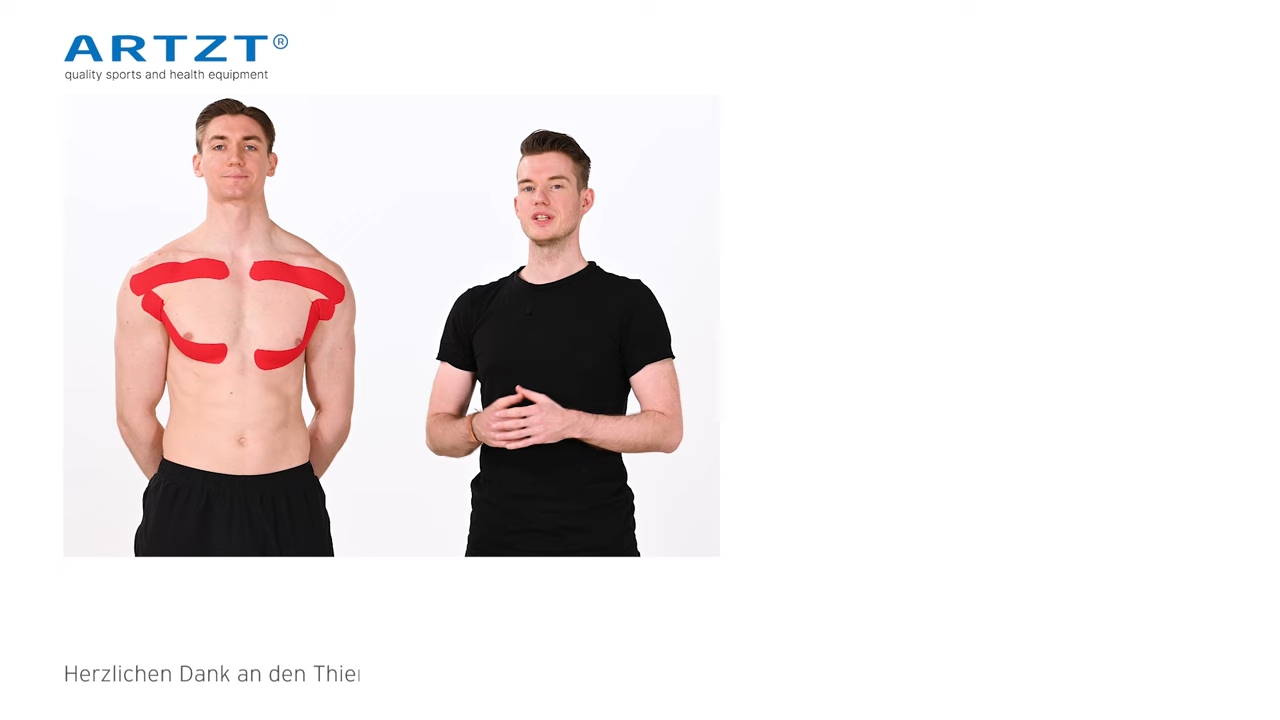 ARTZT®
quality sports and health equipment
Herzlichen Dank an den